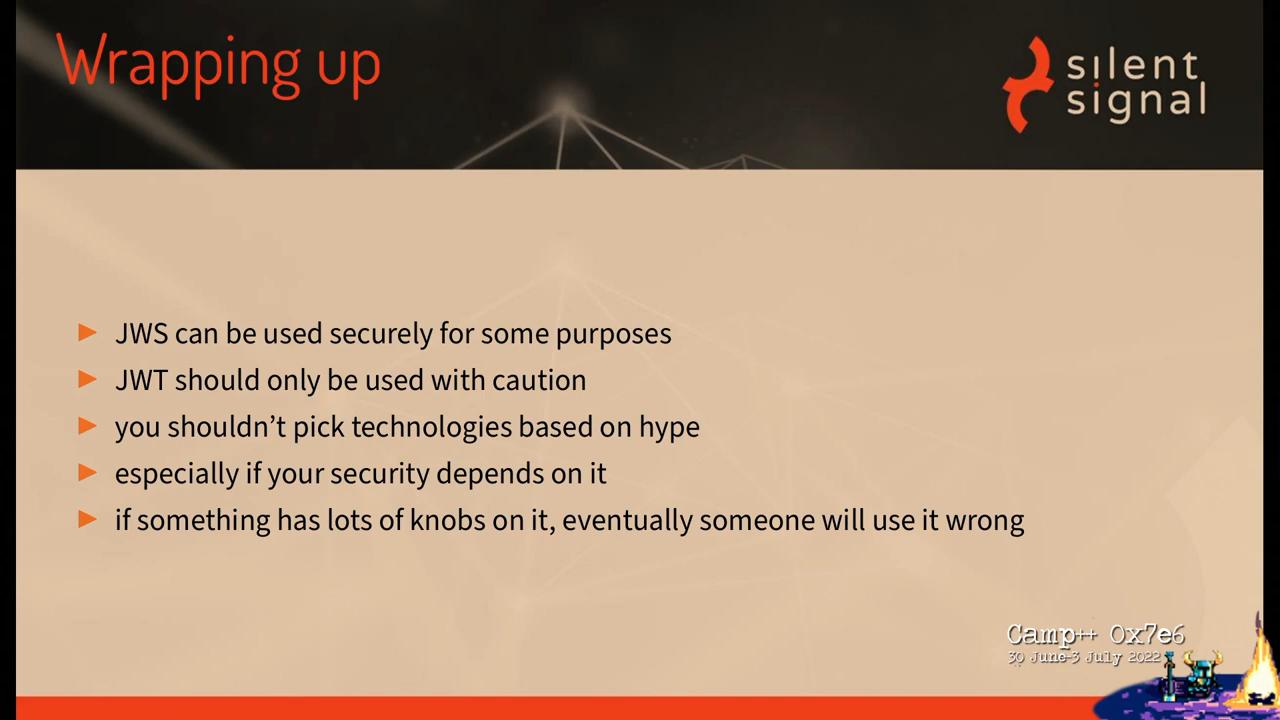 Wrapping up
silent
signal
JWS can be used securely for some purposes
JWT should only be used with caution
you shouldn’t pick technologies based on hype
especially if your security depends on it
if something has lots of knobs on it, eventually someone will use it wrong
Camp++ 0x7e6
30 June-3 July 2022